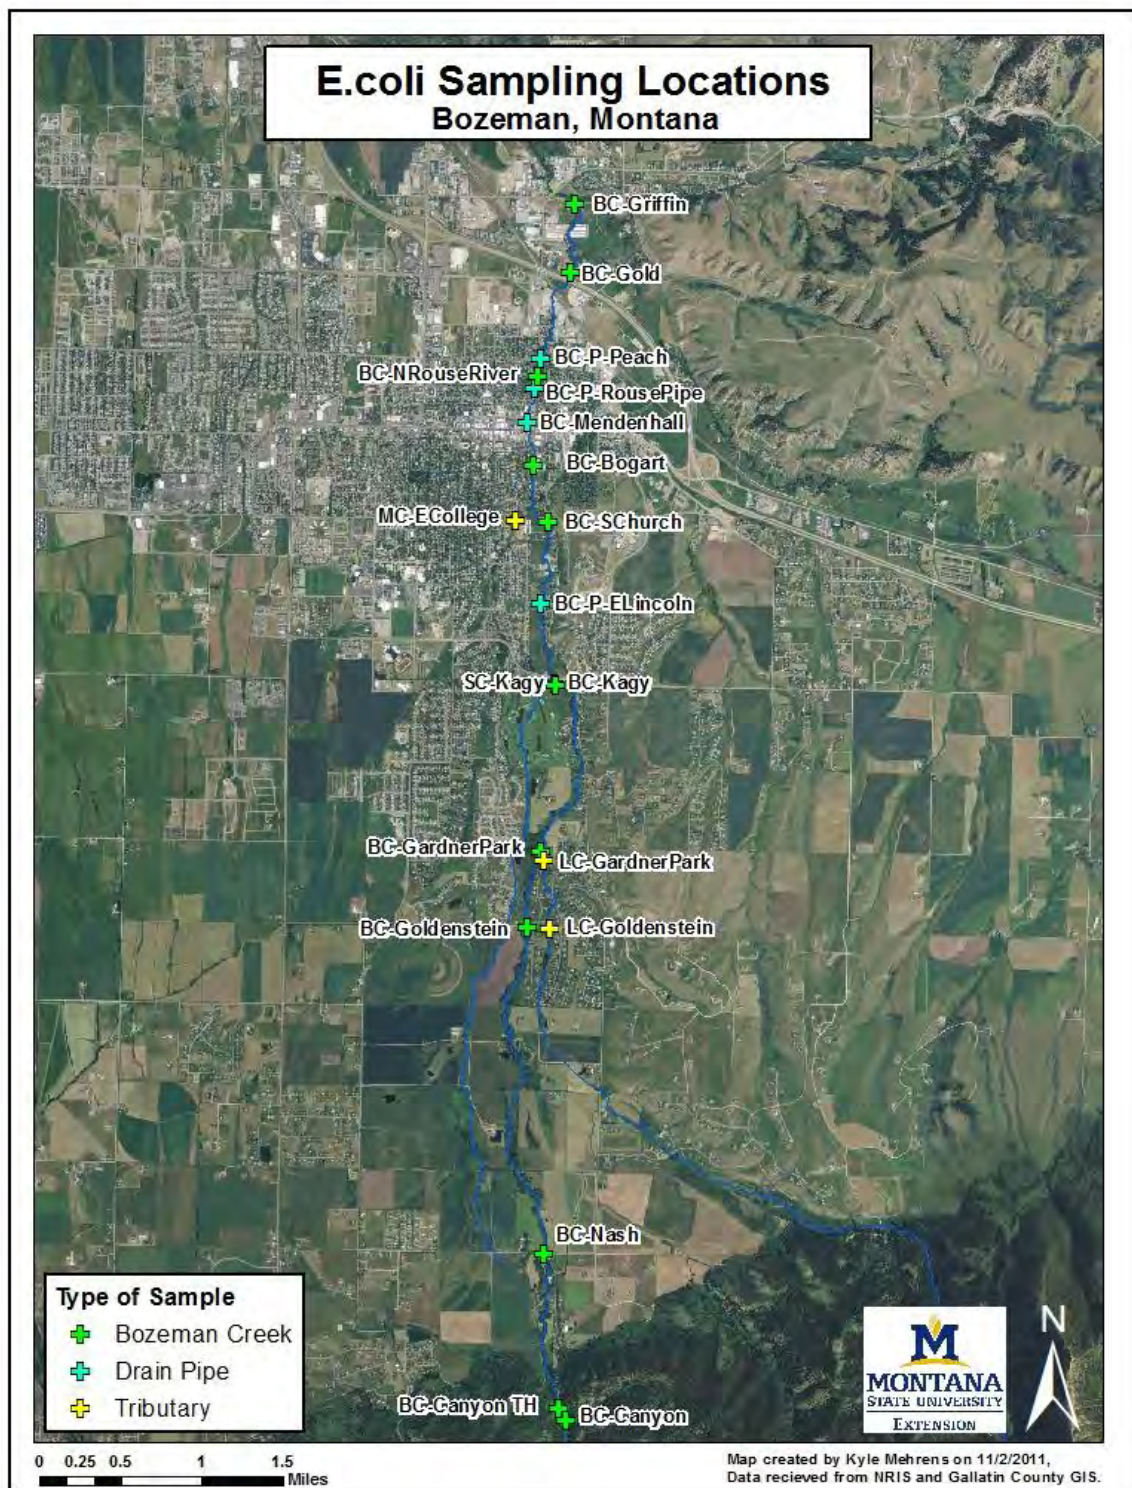 E.coli Sampling Locations
Bozeman, Montana
BC-Griffin
BC-Gold
BC-P-Peach
BC-NRouseRiver
BC-P-RousePipe
BC-Mendenhall
BC-Bogart
MC-ECollege
BC-SChurch
BC-P-ELincoln
SC-Kagy
BC-Kagy
BC-GardnerPark
LC-GardnerPark
BC-Goldenstein
LC-Goldenstein
BC-Nash
BC-Canyon TH
BC-Canyon
Type of Sample
Bozeman Creek
Drain Pipe
Tributary
M
MONTANA
STATE UNIVERSITY
EXTENSION
N
0 0.25 0.5 1 1.5
Miles
Map created by Kyle Mehrens on 11/2/2011,
Data recieved from NRIS and Gallatin County GIS.